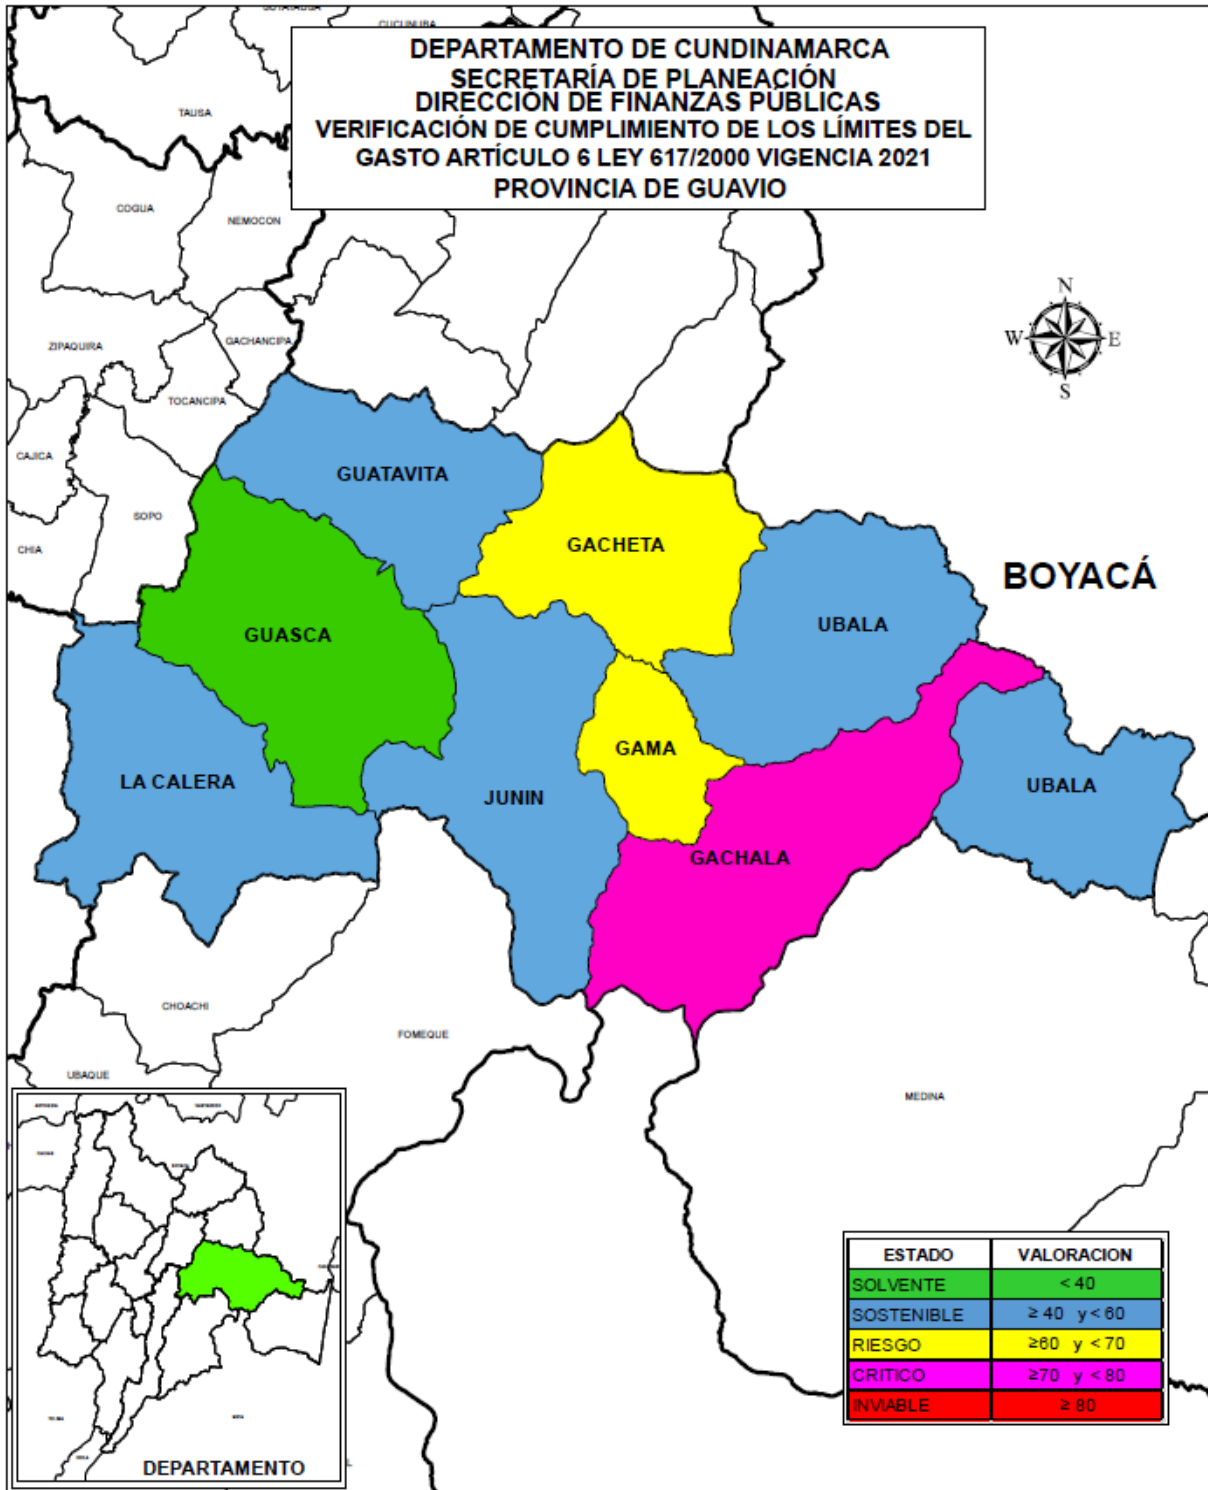 CUCUNUBA
DEPARTAMENTO DE CUNDINAMARCA
SECRETARÍA DE PLANEACIÓN
DIRECCIÓN DE FINANZAS PÚBLICAS
VERIFICACIÓN DE CUMPLIMIENTO DE LOS LÍMITES DEL
GASTO ARTÍCULO 6 LEY 617/2000 VIGENCIA 2021
PROVINCIA DE GUAVIO
TAUSA
COGUA
NEMOCON
N
W
E
S
ZIPAQUIRA
GACHANCIPA
TOCANCIPA
CAJICA
GUATAVITA
SOPO
CHIA
GACHETA
BOYACÁ
GUASCA
UBALA
GAMA
LA CALERA
JUNIN
UBALA
GACHALA
CHOACHI
FOMEQUE
UBAQUE
MEDINA
ESTADO VALORACION
SOLVENTE < 40
SOSTENIBLE ≥ 40 y < 60
RIESGO ≥60 y < 70
CRITICO ≥70 y < 80
INVIABLE ≥ 80
DEPARTAMENTO